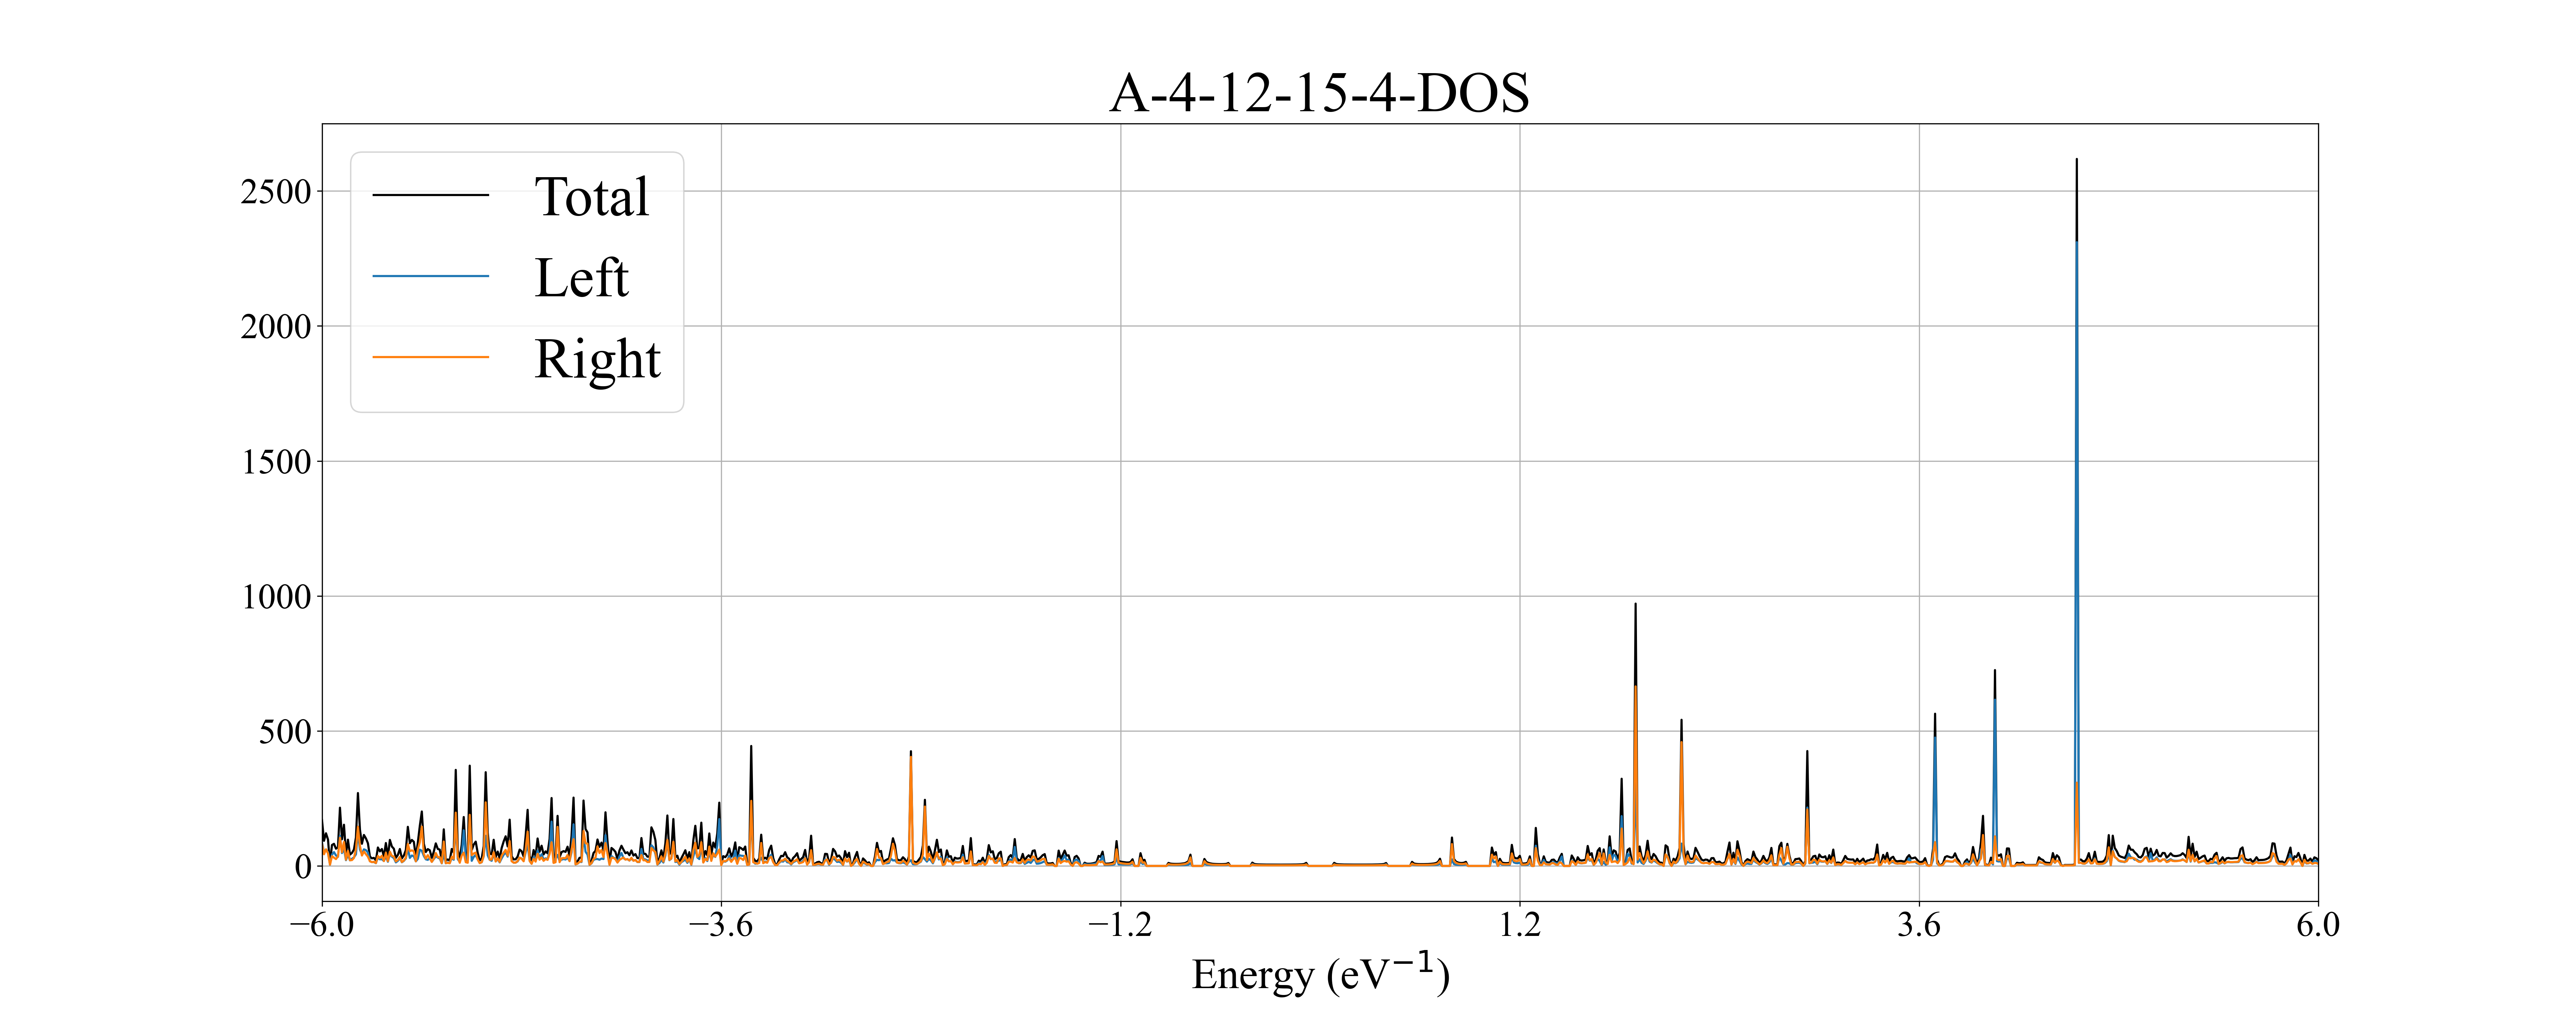 A-4-12-15-4-DOS
Total
Left
Right
2500
2000
1500
1000
500
0
−6.0 −3.6 −1.2 1.2 3.6 6.0
Energy (eV⁻¹)